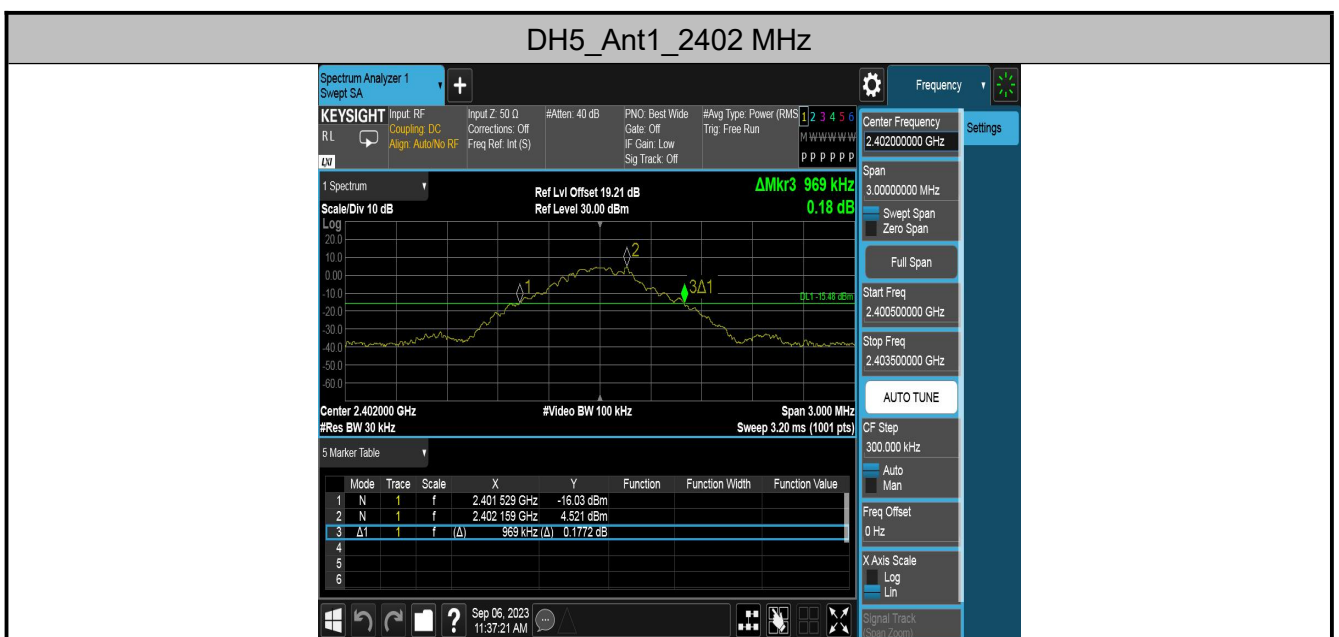 DH5_Ant1_2402 MHz
Spectrum Analyzer 1
Swept SA
+
Frequency
KEYSIGHT
RL
LXI
Input: RF
Coupling: DC
Align: Auto/No RF
Input Z: 50 Ω
Corrections: Off
Freq Ref: Int (S)
#Atten: 40 dB
PNO: Best Wide
Gate: Off
IF Gain: Low
Sig Track: Off
#Avg Type: Power (RMS
Trig: Free Run
1 2 3 4 5 6
M W W W W W
P P P P P P
1 Spectrum
Scale/Div 10 dB
Ref Lvl Offset 19.21 dB
Ref Level 30.00 dBm
ΔMkr3 969 kHz
0.18 dB
Log
20.0
10.0
0.00
-10.0
-20.0
-30.0
-40.0
-50.0
-60.0
1
2
3Δ1
DL1 -15.48 dBm
Center 2.402000 GHz
#Res BW 30 kHz
#Video BW 100 kHz
Span 3.000 MHz
Sweep 3.20 ms (1001 pts)
5 Marker Table
Mode Trace Scale X Y Function Function Width Function Value
1 N 1 f 2.401 529 GHz -16.03 dBm
2 N 1 f 2.402 159 GHz 4.521 dBm
3 Δ1 1 f (Δ) 969 kHz (Δ) 0.1772 dB
4
5
6
?
Sep 06, 2023
11:37:21 AM
Center Frequency
2.402000000 GHz
Settings
Span
3.00000000 MHz
Swept Span
Zero Span
Full Span
Start Freq
2.400500000 GHz
Stop Freq
2.403500000 GHz
AUTO TUNE
CF Step
300.000 kHz
Auto
Man
Freq Offset
0 Hz
X Axis Scale
Log
Lin
Signal Track
(Span Zoom)